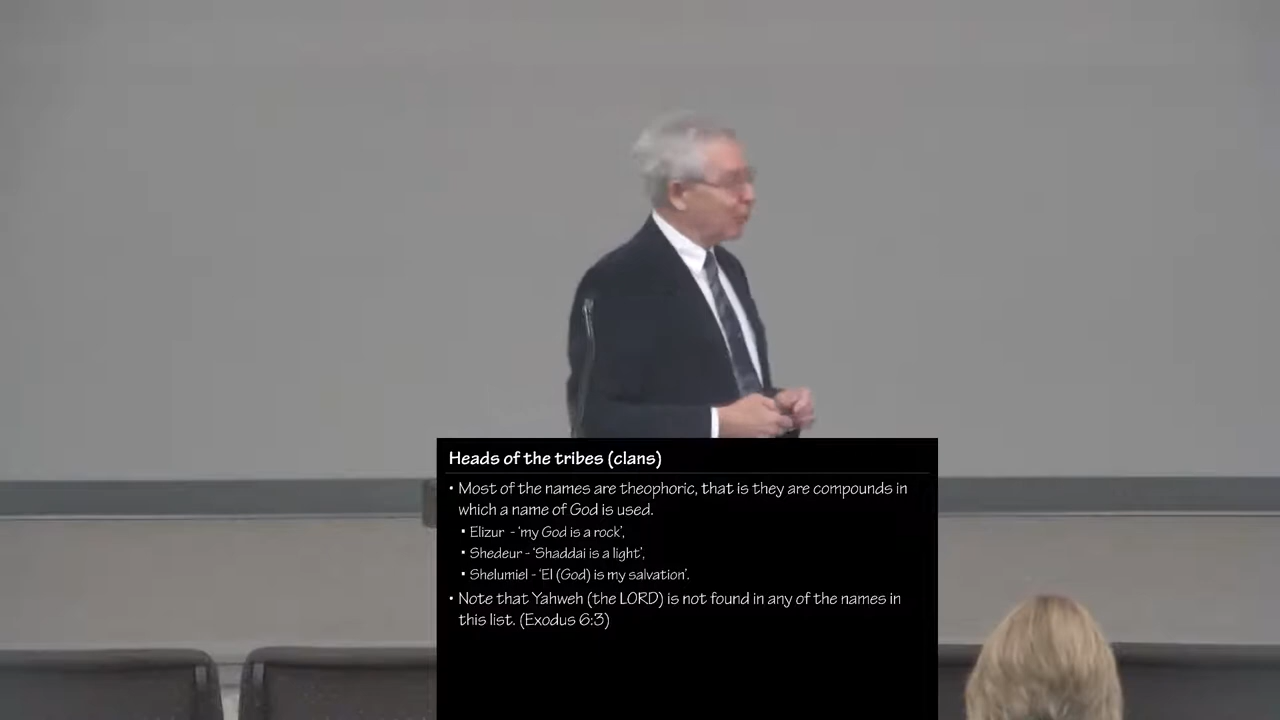 Heads of the tribes (clans)
• Most of the names are theophoric, that is they are compounds in
which a name of God is used.
▪ Elizur - 'my God is a rock',
▪ Shedeur - 'Shaddai is a light',
▪ Shelumiel - 'El (God) is my salvation'.
• Note that Yahweh (the LORD) is not found in any of the names in
this list. (Exodus 6:3)